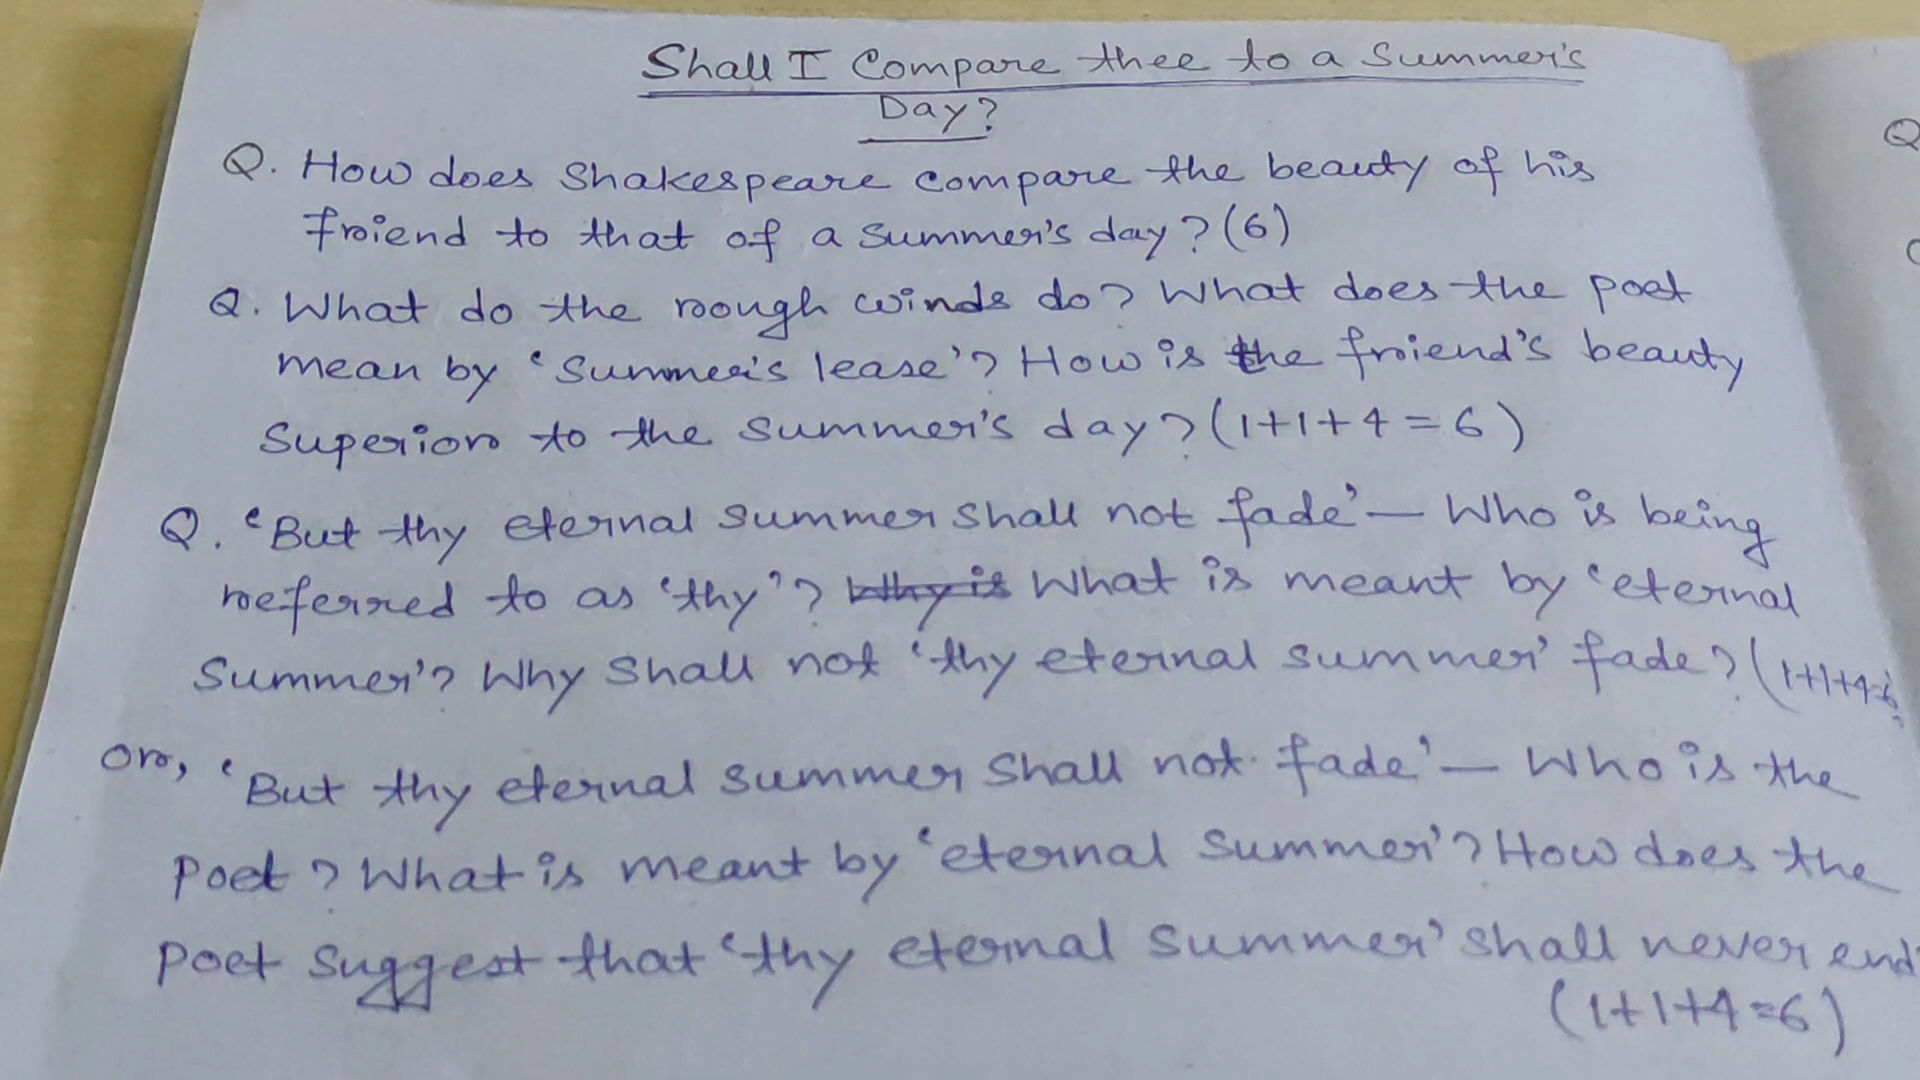 Shall I Compare thee to a Summer's
Day?
Q. How does Shakespeare compare the beauty of his
friend to that of a summer's day? (6)
Q. What do the rough winds do? What does the poet
mean by 'Summer's lease'? How is the friend's beauty
Superior to the summer's day? (1+1+4=6)
Q. 'But thy eternal summer shall not fade' — Who is being
referred to as 'thy'? Why is What is meant by 'eternal
Summer'? Why shall not 'thy eternal summer' fade? (1+1+4=6
or, 'But thy eternal summer shall not fade' — Who is the
poet? What is meant by 'eternal summer'? How does the
poet suggest that 'thy eternal summer' shall never end
(1+1+4=6)
Q